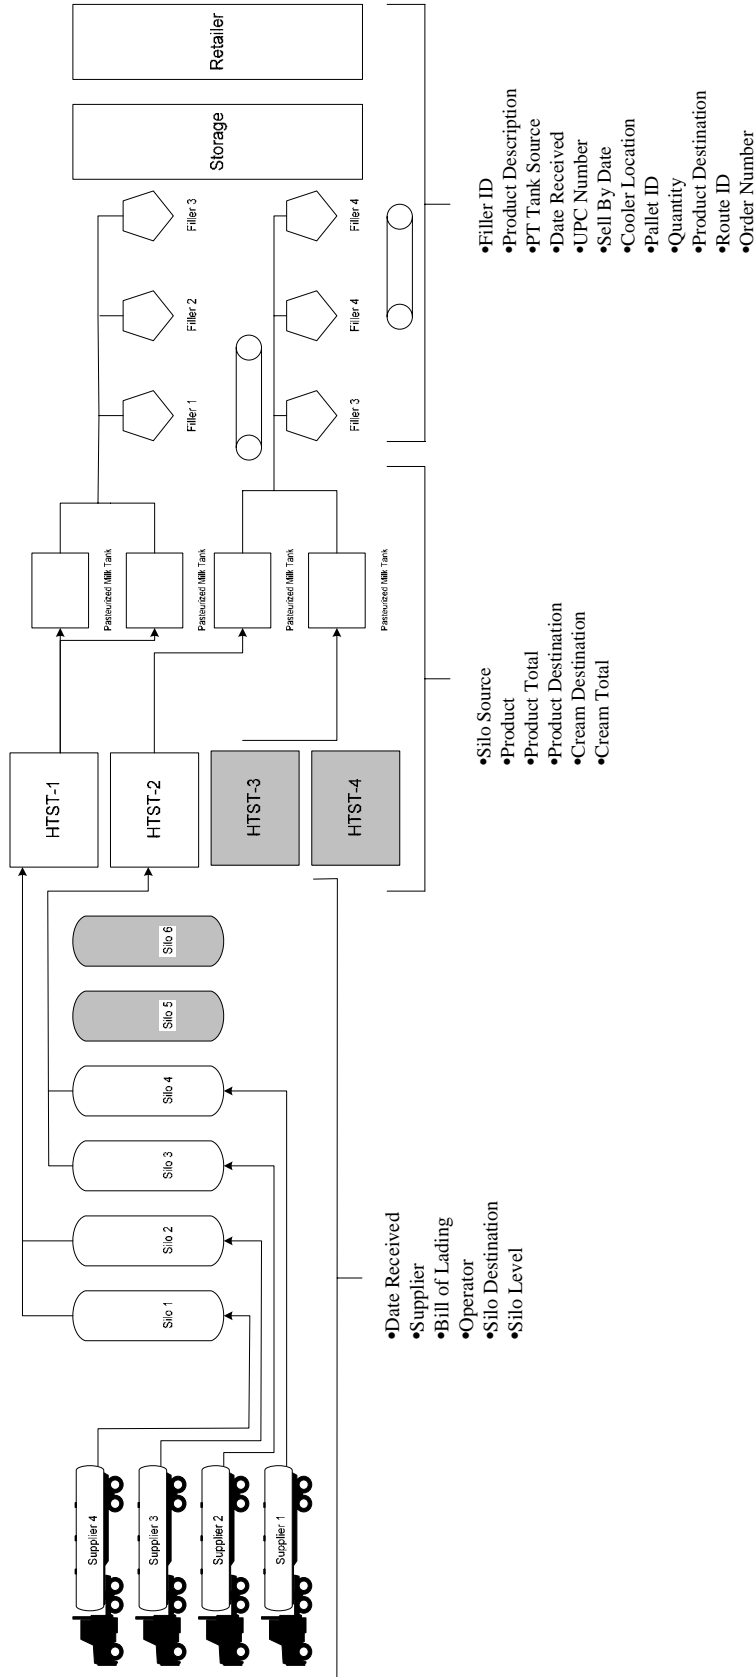 Supplier 4
Supplier 3
Supplier 2
Supplier 1
Silo 1
Silo 2
Silo 3
Silo 4
Silo 5
Silo 6
HTST-1
HTST-2
HTST-3
HTST-4
Pasteurized Milk Tank
Pasteurized Milk Tank
Pasteurized Milk Tank
Pasteurized Milk Tank
Filler 1
Filler 2
Filler 3
Filler 3
Filler 4
Filler 4
Storage
Retailer
•Date Received
•Supplier
•Bill of Lading
•Operator
•Silo Destination
•Silo Level
•Silo Source
•Product
•Product Total
•Product Destination
•Cream Destination
•Cream Total
•Filler ID
•Product Description
•PT Tank Source
•Date Received
•UPC Number
•Sell By Date
•Cooler Location
•Pallet ID
•Quantity
•Product Destination
•Route ID
•Order Number